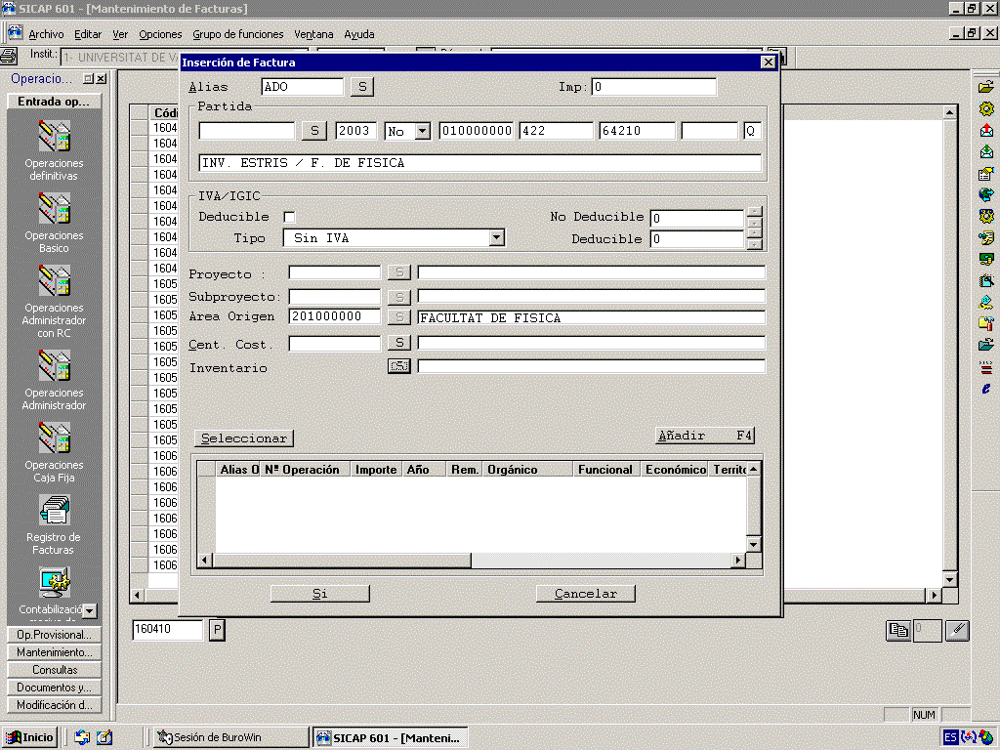 SICAP 601 - [Mantenimiento de Facturas]
Archivo Editar Ver Opciones Grupo de funciones Ventana Ayuda
Instit.: 1- UNIVERSITAT DE
Operacio...
Entrada op...
Operaciones
definitivas
Operaciones
Basico
Operaciones
Administrador
con RC
Operaciones
Administrador
Operaciones
Caja Fija
Registro de
Facturas
Contabilizació
Op.Provisional...
Mantenimiento...
Consultas
Documentos y...
Modificación d...
Códi
1604
1604
1604
1604
1604
1604
1604
1604
1604
1604
1604
1605
1605
1605
1605
1605
1605
1605
1605
1605
1605
1606
1606
1606
1606
1606
1606
1606
1606
Inserción de Factura
Alias ADO S Imp: 0
Partida
S 2003 No 010000000 422 64210 Q
INV. ESTRIS / F. DE FISICA
IVA/IGIC
Deducible No Deducible 0
Tipo Sin IVA Deducible 0
Proyecto : S
Subproyecto: S
Area Origen 201000000 S FACULTAT DE FISICA
Cent. Cost. S
Inventario S
Seleccionar Añadir F4
Alias O Nº Operación Importe Año Rem. Orgánico Funcional Económico Territo
Si Cancelar
160410 P 0
NUM
Inicio Sesión de BuroWin SICAP 601 - [Manteni... ES